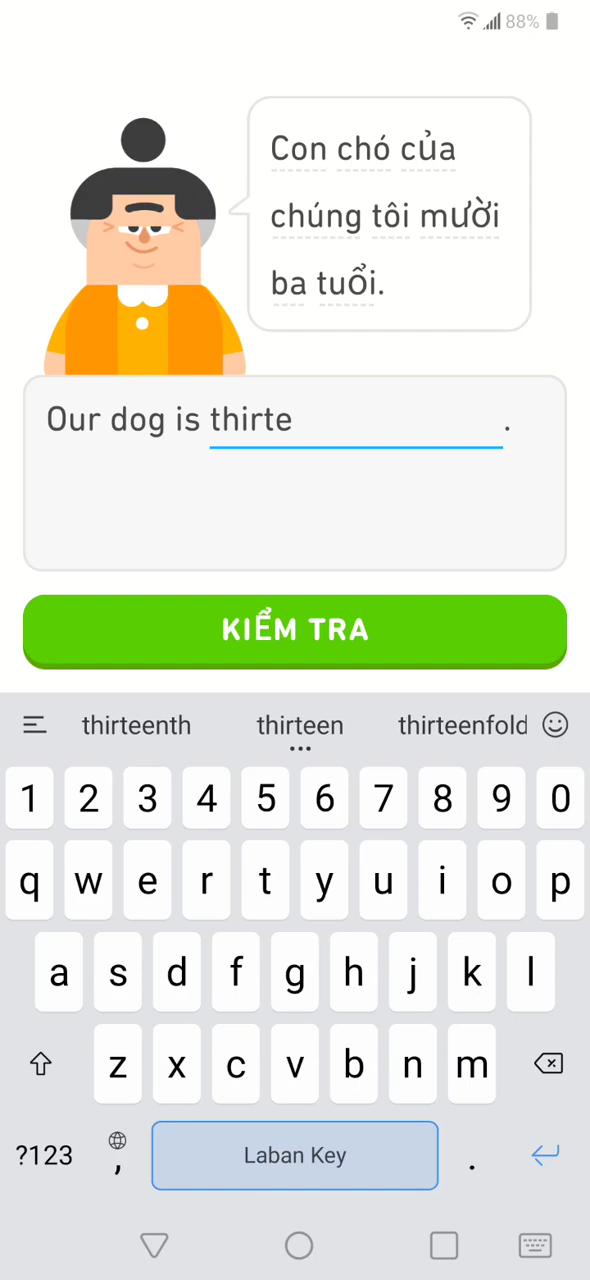 88%
Con chó của
chúng tôi mười
ba tuổi.
Our dog is thirte .
KIỂM TRA
thirteenth thirteen thirteenfold
1 2 3 4 5 6 7 8 9 0
q w e r t y u i o p
a s d f g h j k l
z x c v b n m
?123 , Laban Key .